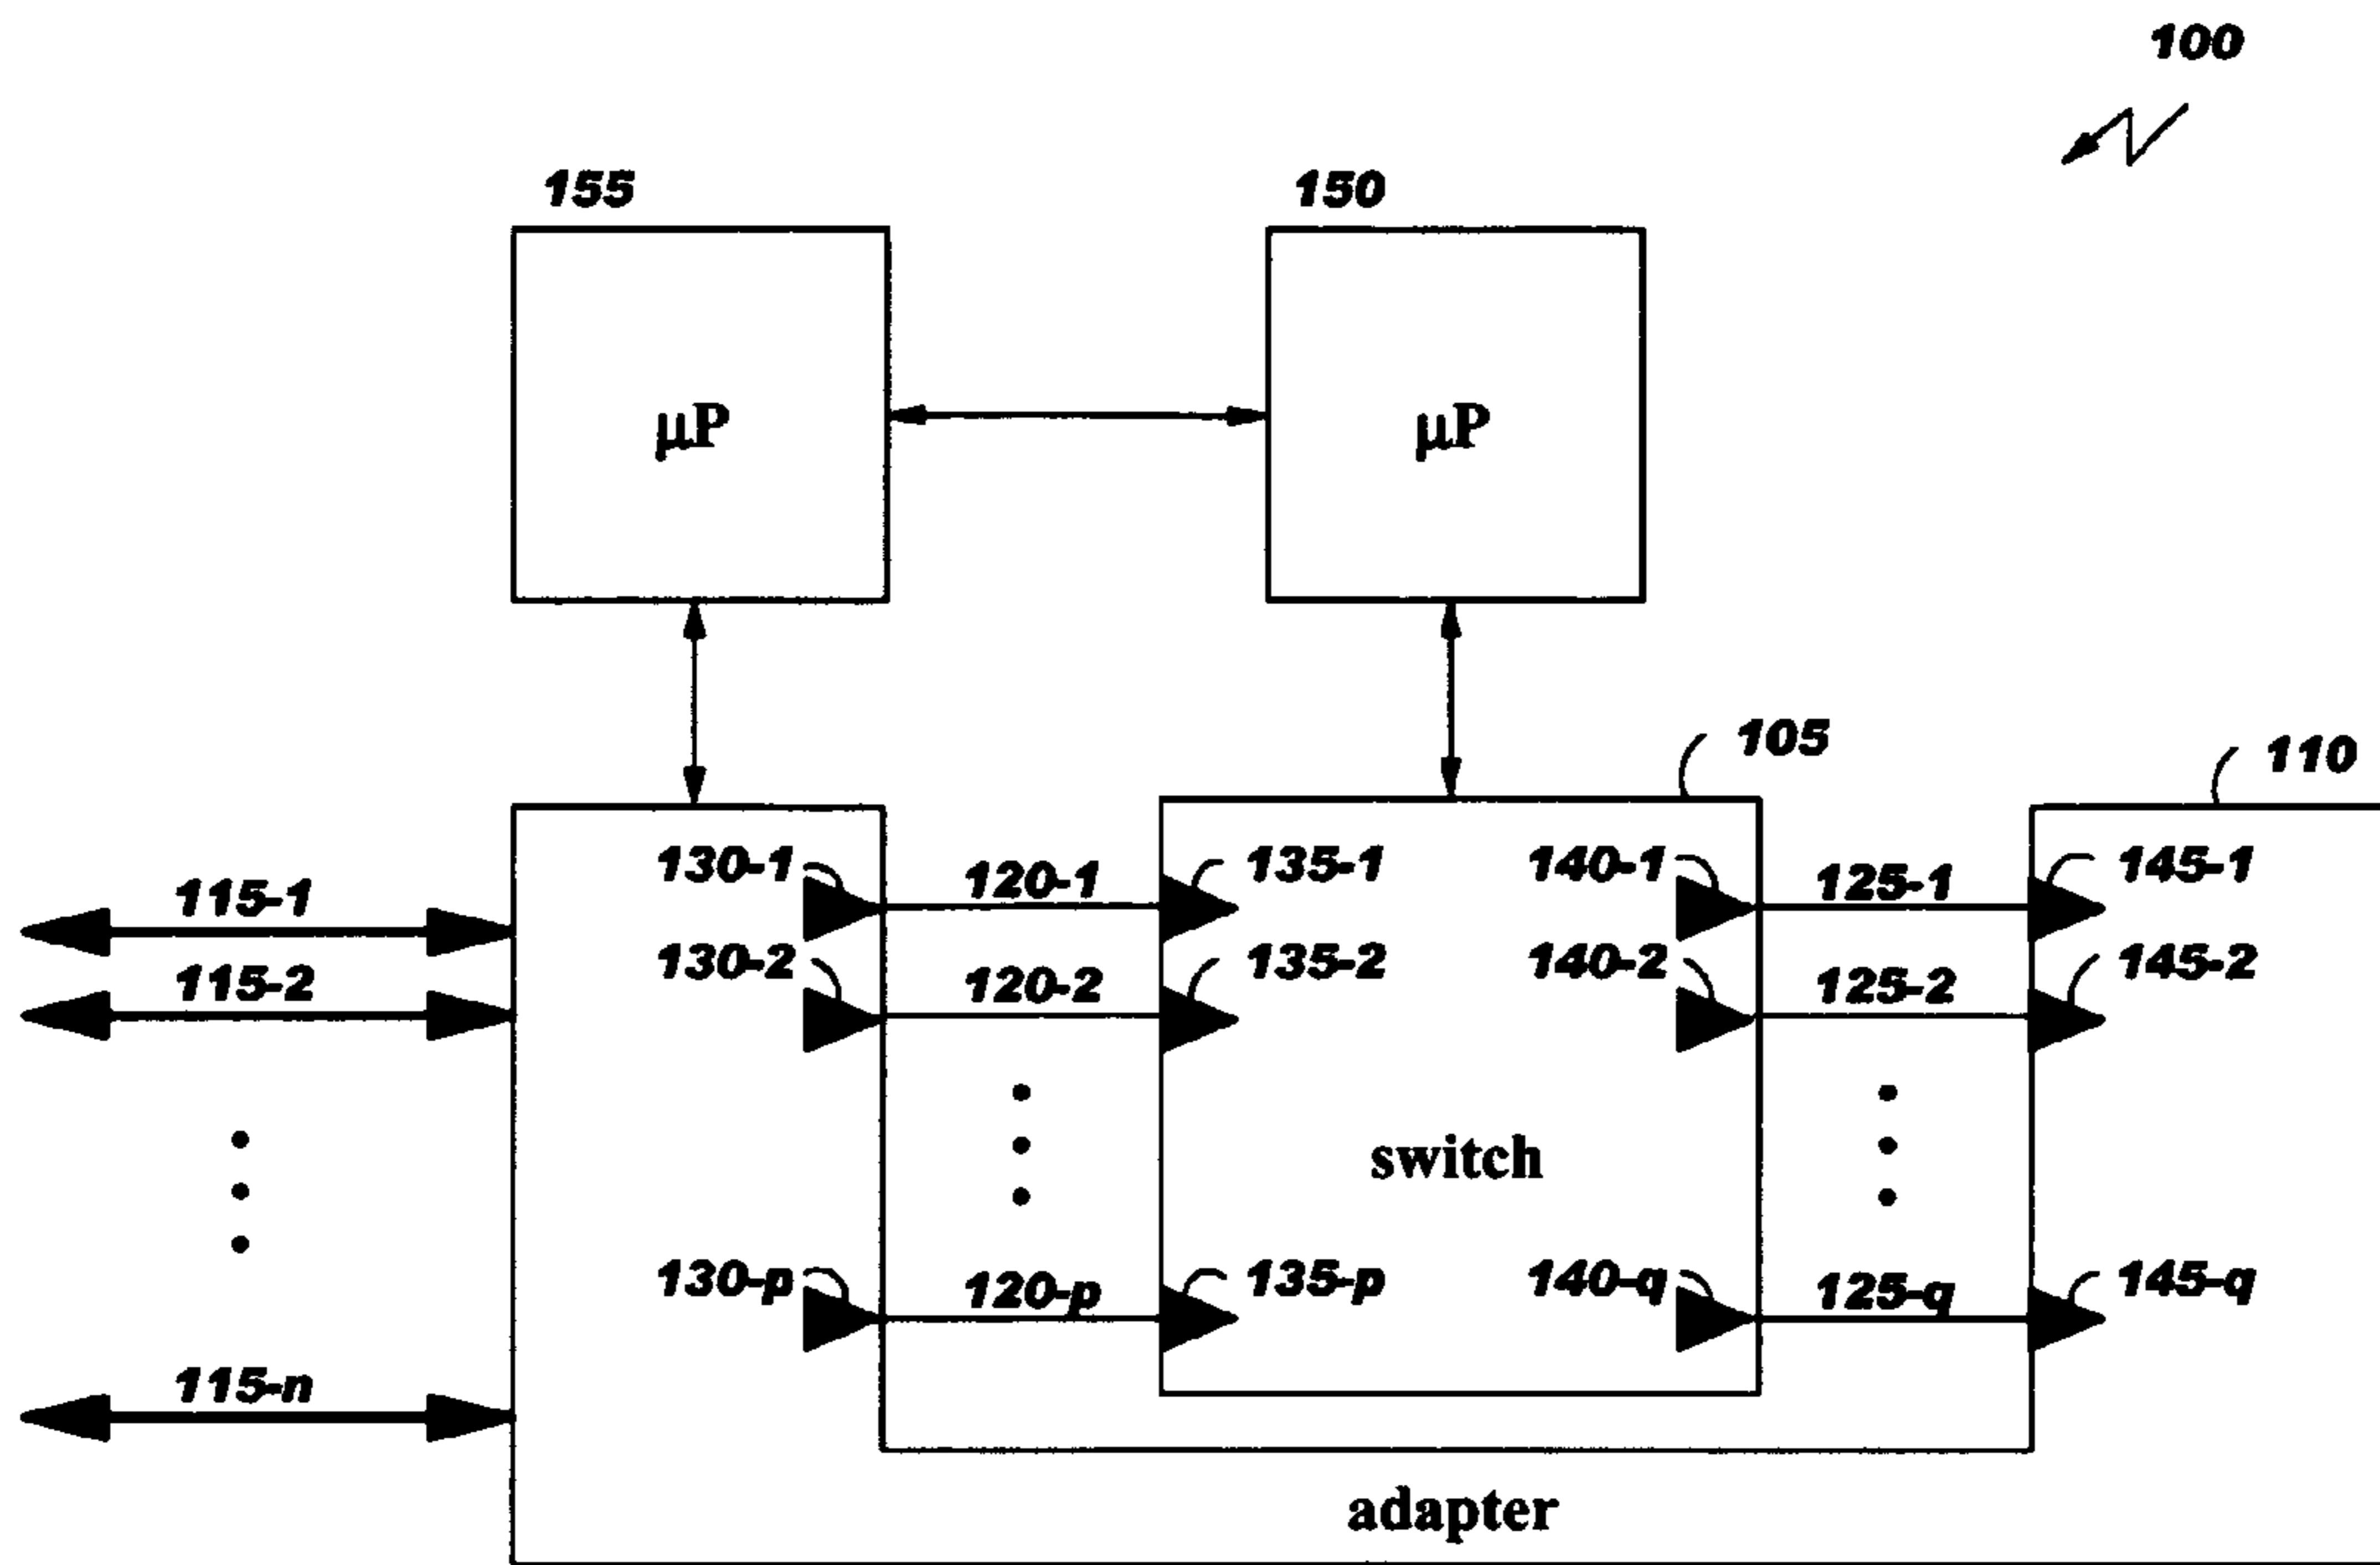 100
155
150
μP
μP
105
110
130-1
120-1
135-1
140-1
125-1
145-1
115-1
130-2
120-2
135-2
140-2
125-2
145-2
115-2
switch
130-p
120-p
135-p
140-q
125-q
145-q
115-n
adapter